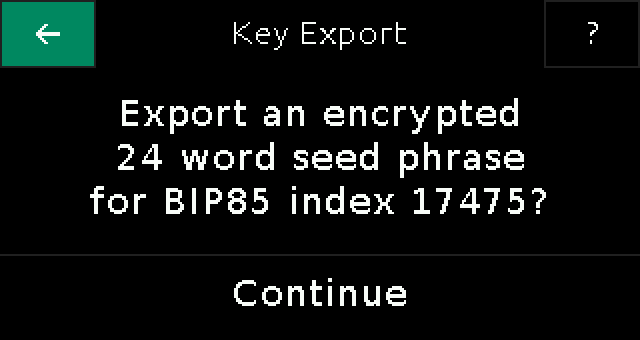 ← Key Export ?
Export an encrypted
24 word seed phrase
for BIP85 index 17475?
Continue